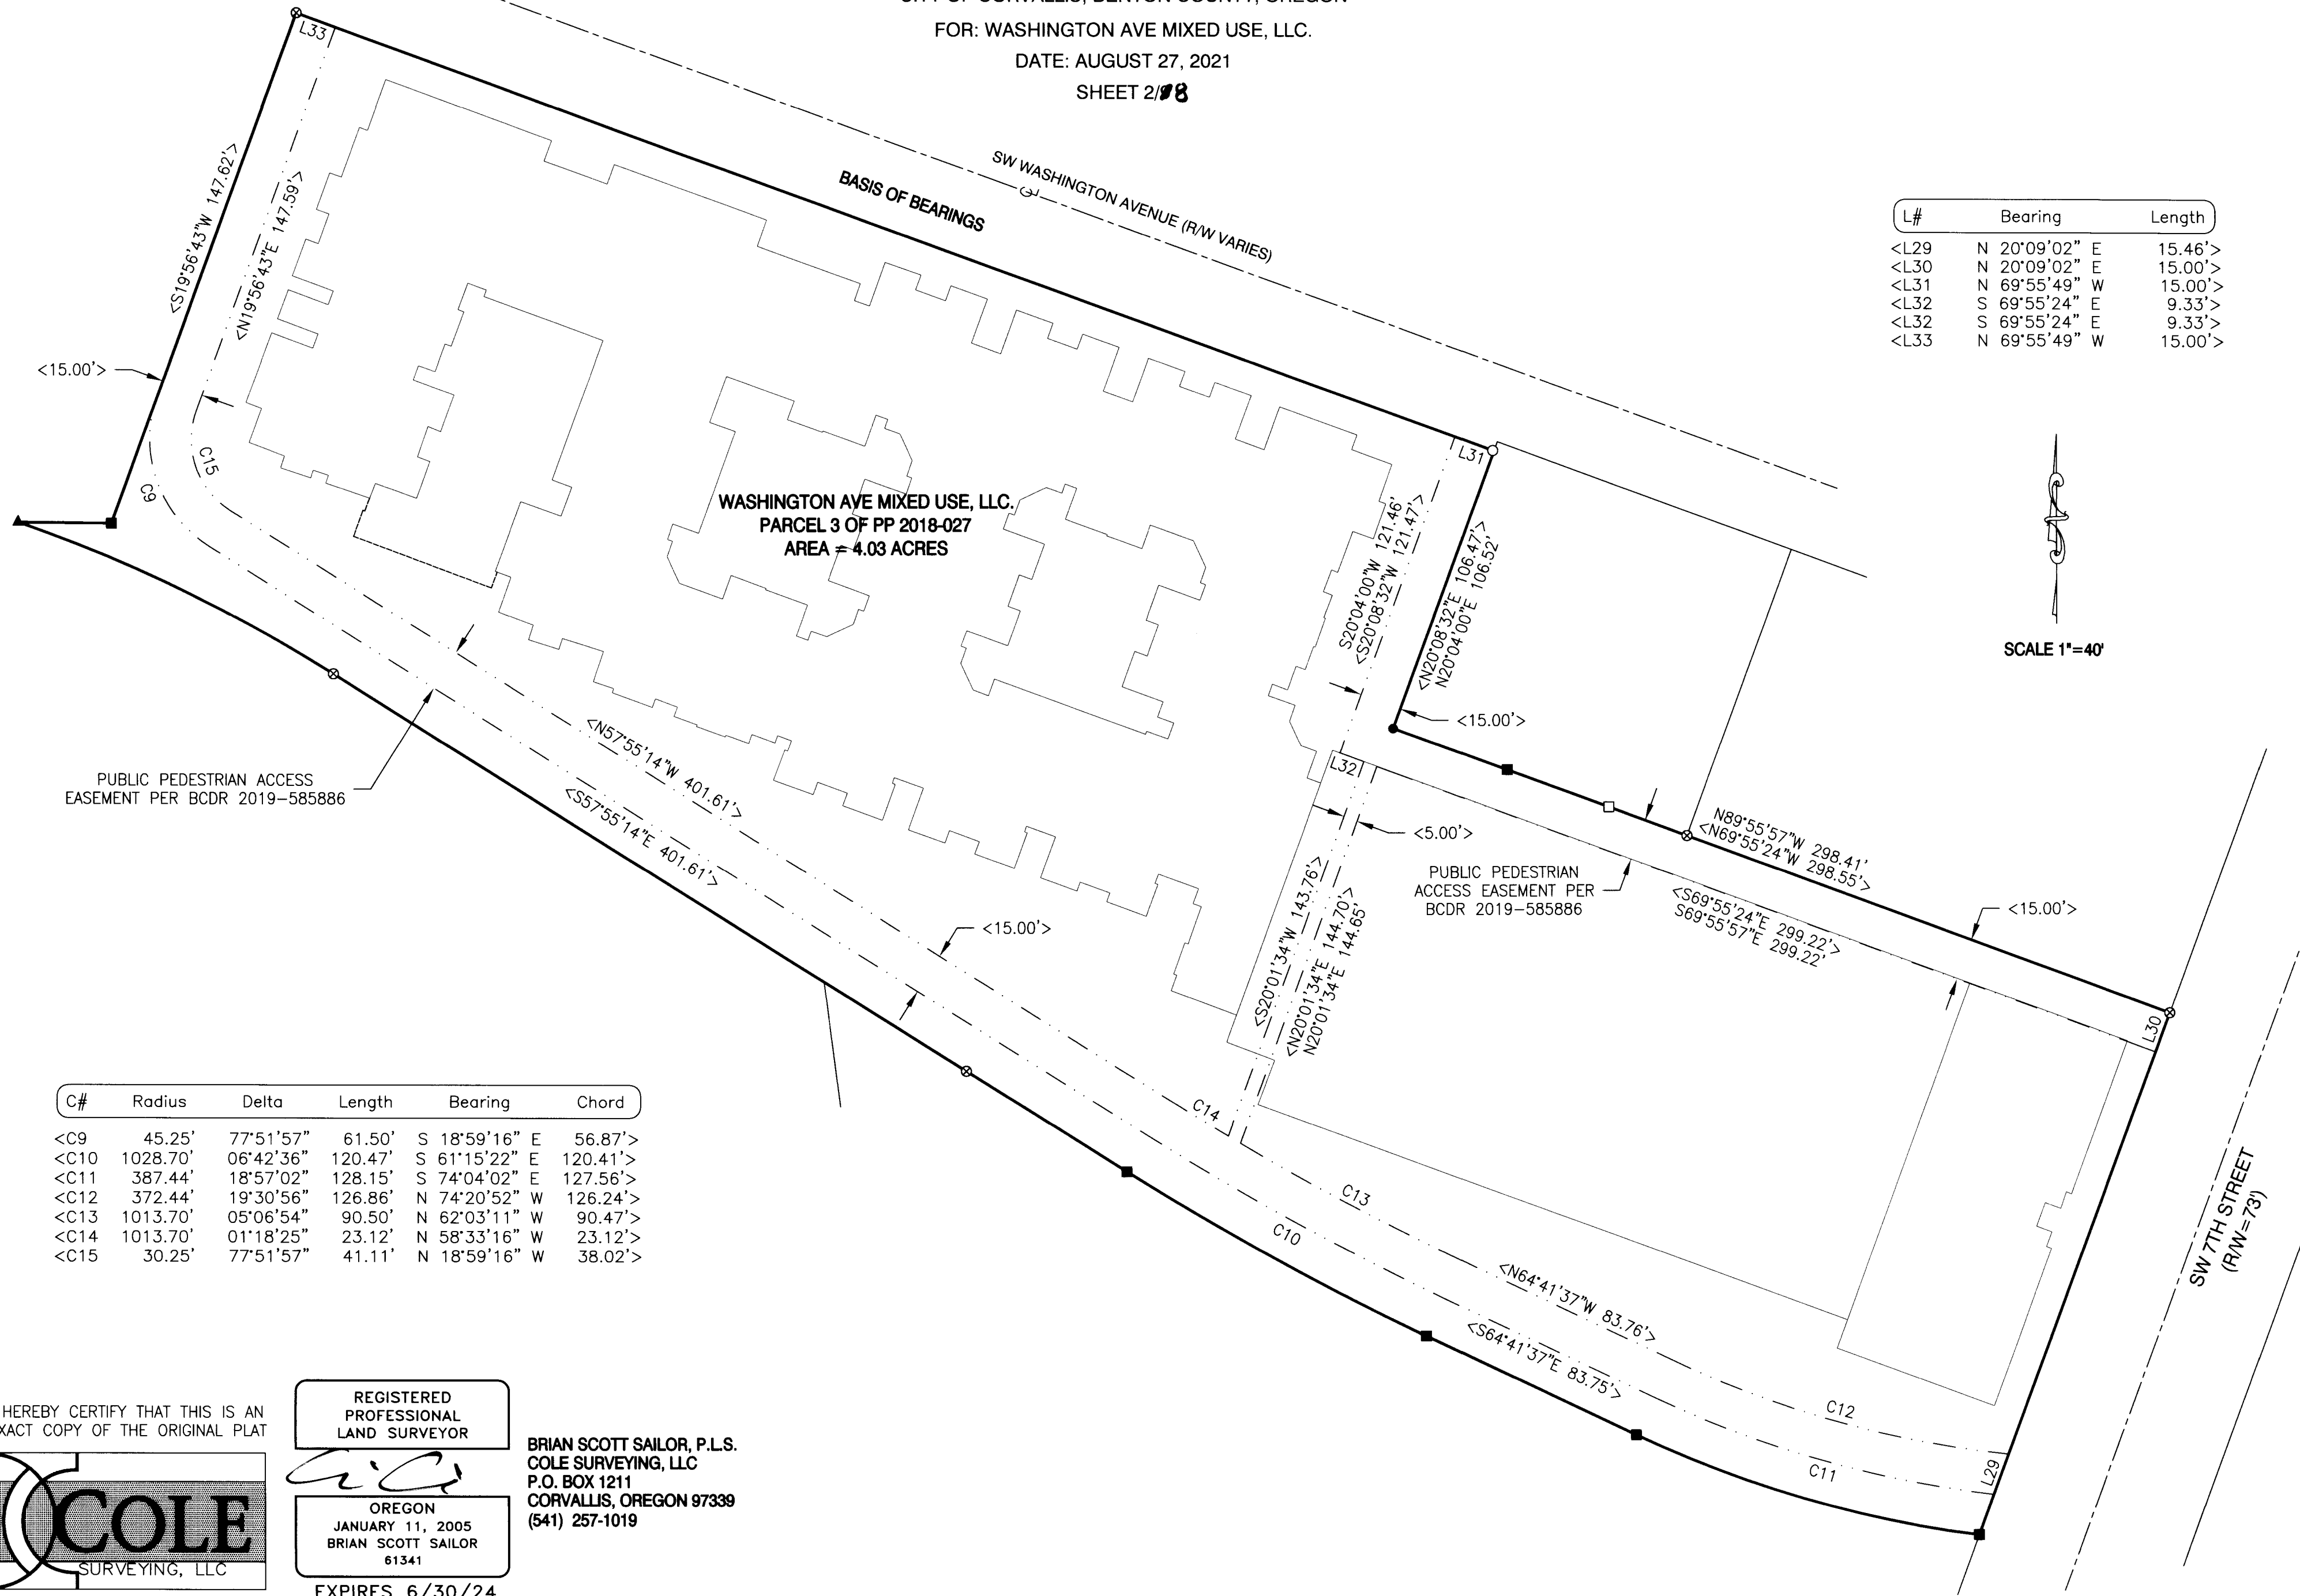 CITY OF CORVALLIS, BENTON COUNTY, OREGON
FOR: WASHINGTON AVE MIXED USE, LLC.
DATE: AUGUST 27, 2021
SHEET 2/8
L33
<S19°56'43"W 147.62'>
<N19°56'43"E 147.59'>
<15.00'>
C15
C9
BASIS OF BEARINGS
SW WASHINGTON AVENUE (R/W VARIES)
L# Bearing Length
<L29 N 20°09'02" E 15.46'>
<L30 N 20°09'02" E 15.00'>
<L31 N 69°55'49" W 15.00'>
<L32 S 69°55'24" E 9.33'>
<L32 S 69°55'24" E 9.33'>
<L33 N 69°55'49" W 15.00'>
SCALE 1"=40'
WASHINGTON AVE MIXED USE, LLC.
PARCEL 3 OF PP 2018-027
AREA = 4.03 ACRES
L31
S20°04'00"W 121.46'
<S20°08'32"W 121.47'>
<N20°08'32"E 106.47'>
N20°04'00"E 106.52'
<15.00'>
L32
PUBLIC PEDESTRIAN ACCESS
EASEMENT PER BCDR 2019-585886
<N57°55'14"W 401.61'>
<S57°55'14"E 401.61'>
<15.00'>
<5.00'>
PUBLIC PEDESTRIAN
ACCESS EASEMENT PER
BCDR 2019-585886
N89°55'57"W 298.41'
<N69°55'24"W 298.55'>
<S69°55'24"E 299.22'>
S69°55'57"E 299.22'
<15.00'>
<S20°01'34"W 143.76'>
<N20°01'34"E 144.70'>
N20°01'34"E 144.65'
L30
C14
C13
C10
<N64°41'37"W 83.76'>
<S64°41'37"E 83.75'>
C12
C11
L29
SW 7TH STREET
(R/W=73')
C# Radius Delta Length Bearing Chord
<C9 45.25' 77°51'57" 61.50' S 18°59'16" E 56.87'>
<C10 1028.70' 06°42'36" 120.47' S 61°15'22" E 120.41'>
<C11 387.44' 18°57'02" 128.15' S 74°04'02" E 127.56'>
<C12 372.44' 19°30'56" 126.86' N 74°20'52" W 126.24'>
<C13 1013.70' 05°06'54" 90.50' N 62°03'11" W 90.47'>
<C14 1013.70' 01°18'25" 23.12' N 58°33'16" W 23.12'>
<C15 30.25' 77°51'57" 41.11' N 18°59'16" W 38.02'>
HEREBY CERTIFY THAT THIS IS AN
EXACT COPY OF THE ORIGINAL PLAT
COLE
SURVEYING, LLC
REGISTERED
PROFESSIONAL
LAND SURVEYOR
OREGON
JANUARY 11, 2005
BRIAN SCOTT SAILOR
61341
EXPIRES 6/30/24
BRIAN SCOTT SAILOR, P.L.S.
COLE SURVEYING, LLC
P.O. BOX 1211
CORVALLIS, OREGON 97339
(541) 257-1019